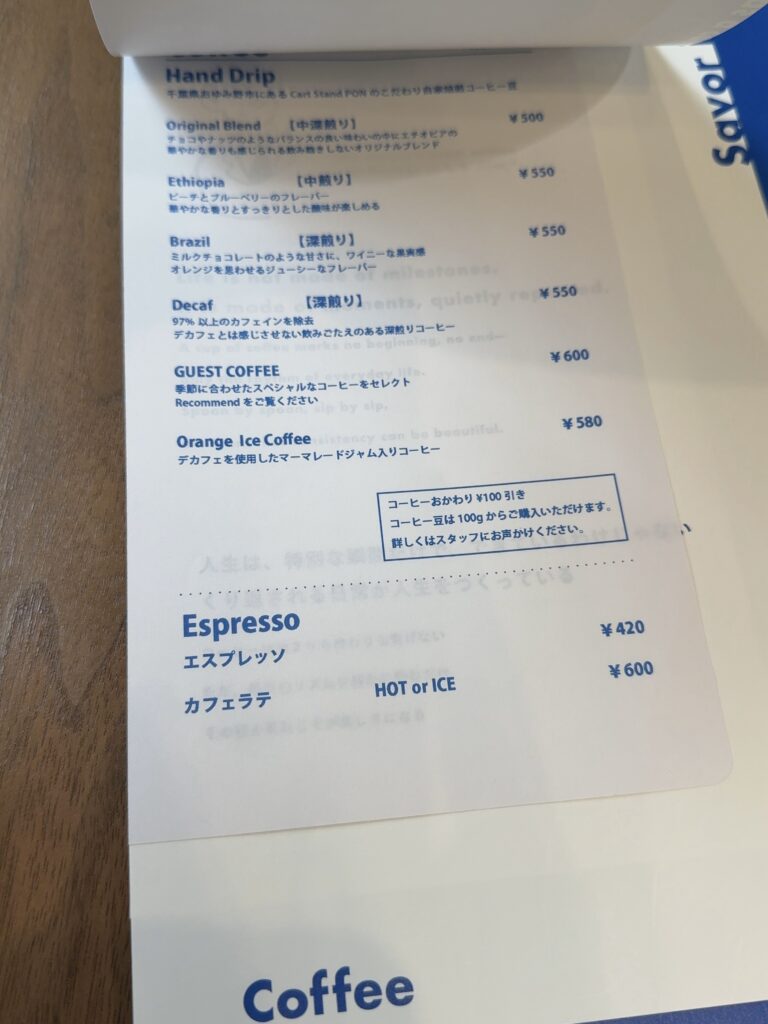 Hand Drip
千葉県おゆみ野市にある Cart Stand PON のこだわり自家焙煎コーヒー豆
Original Blend 【中深煎り】 ¥500
チョコやナッツのようなバランスの良い味わいの中にエチオピアの
華やかな香りも感じられる飲み飽きしないオリジナルブレンド
Ethiopia 【中煎り】 ¥550
ピーチとブルーベリーのフレーバー
華やかな香りとすっきりとした酸味が楽しめる
Brazil 【深煎り】 ¥550
ミルクチョコレートのような甘さに、ワイニーな果実感
オレンジを思わせるジューシーなフレーバー
Decaf 【深煎り】 ¥550
97% 以上のカフェインを除去
デカフェとは感じさせない飲みごたえのある深煎りコーヒー
GUEST COFFEE ¥600
季節に合わせたスペシャルなコーヒーをセレクト
Recommend をご覧ください
Orange Ice Coffee ¥580
デカフェを使用したマーマレードジャム入りコーヒー
コーヒーおかわり ¥100 引き
コーヒー豆は 100g からご購入いただけます。
詳しくはスタッフにお声かけください。
Espresso
エスプレッソ ¥420
カフェラテ HOT or ICE ¥600
Coffee
Savor